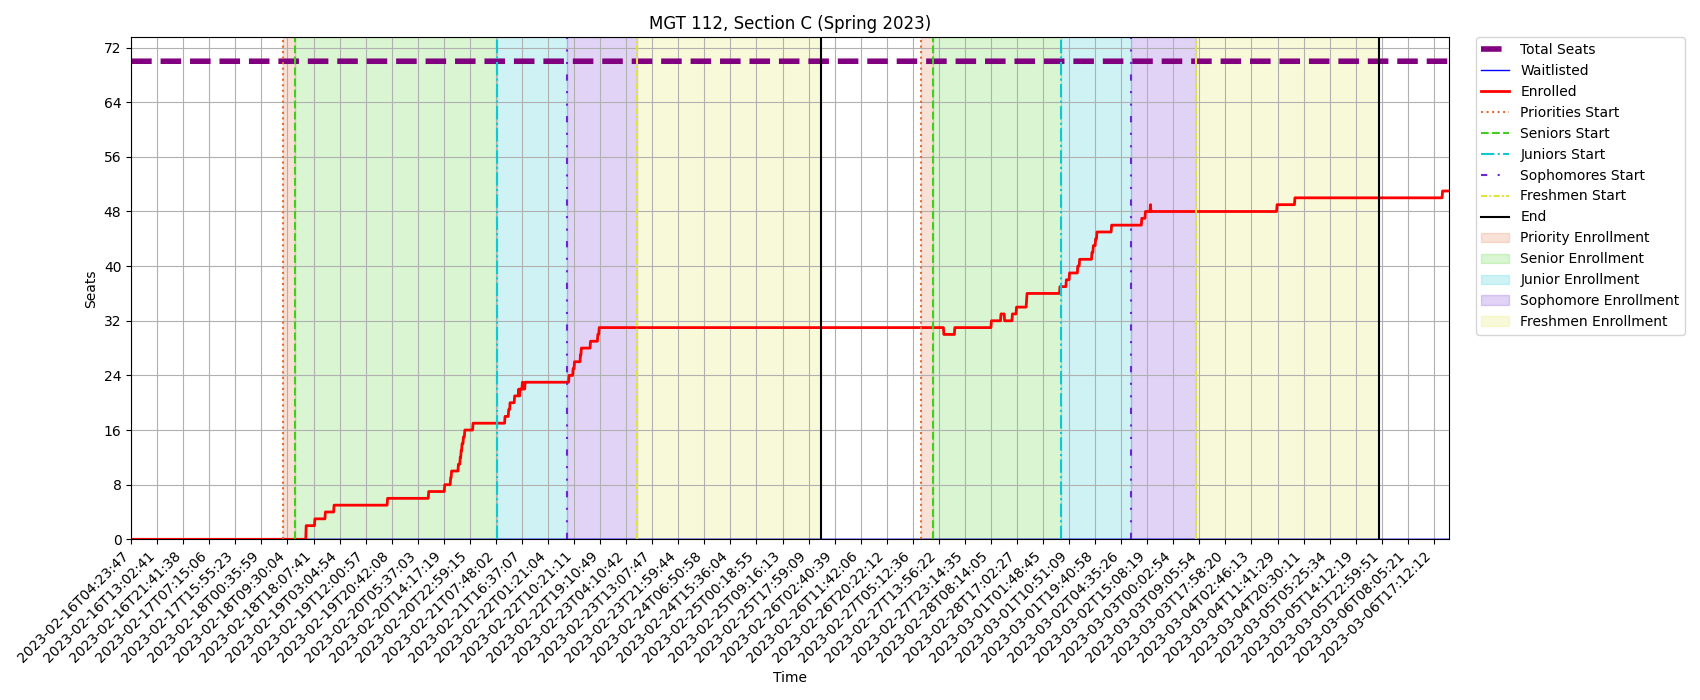 MGT 112, Section C (Spring 2023)
Seats
72
64
56
48
40
32
24
16
8
0
2023-02-16T04:23:47
2023-02-16T13:02:41
2023-02-16T21:41:38
2023-02-17T07:15:06
2023-02-17T15:55:23
2023-02-18T00:35:59
2023-02-18T09:30:04
2023-02-18T18:07:41
2023-02-19T03:04:54
2023-02-19T12:00:57
2023-02-19T20:42:08
2023-02-20T05:37:03
2023-02-20T14:17:19
2023-02-20T22:59:15
2023-02-21T07:48:02
2023-02-21T16:37:07
2023-02-22T01:21:04
2023-02-22T10:21:11
2023-02-22T19:10:49
2023-02-23T04:10:42
2023-02-23T13:07:47
2023-02-23T21:59:44
2023-02-24T06:50:58
2023-02-24T15:36:04
2023-02-25T00:18:55
2023-02-25T09:16:13
2023-02-25T17:59:09
2023-02-26T02:40:39
2023-02-26T11:42:06
2023-02-26T20:22:12
2023-02-27T05:12:36
2023-02-27T13:56:22
2023-02-27T23:14:35
2023-02-28T08:14:05
2023-02-28T17:02:27
2023-03-01T01:48:45
2023-03-01T10:51:09
2023-03-01T19:40:58
2023-03-02T04:35:26
2023-03-02T15:08:19
2023-03-03T00:02:54
2023-03-03T09:05:54
2023-03-03T17:58:20
2023-03-04T02:46:13
2023-03-04T11:41:29
2023-03-04T20:30:11
2023-03-05T05:25:34
2023-03-05T14:12:19
2023-03-05T22:59:51
2023-03-06T08:05:21
2023-03-06T17:12:12
Time
Total Seats
Waitlisted
Enrolled
Priorities Start
Seniors Start
Juniors Start
Sophomores Start
Freshmen Start
End
Priority Enrollment
Senior Enrollment
Junior Enrollment
Sophomore Enrollment
Freshmen Enrollment